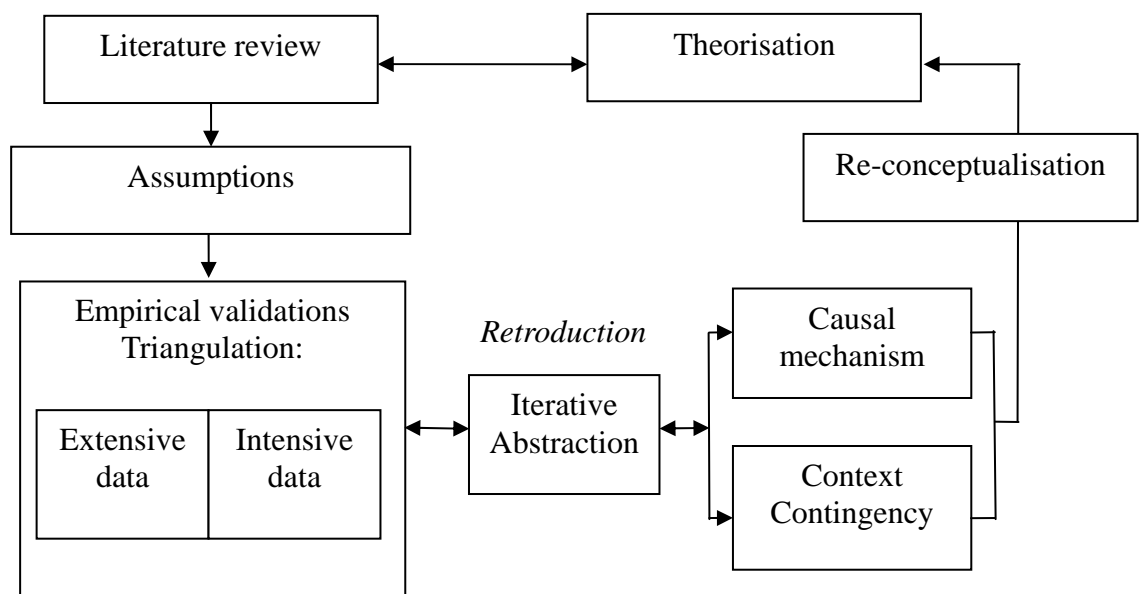 Literature review
Theorisation
Assumptions
Re-conceptualisation
Empirical validations
Triangulation:
Extensive
data
Intensive
data
Retroduction
Iterative
Abstraction
Causal
mechanism
Context
Contingency